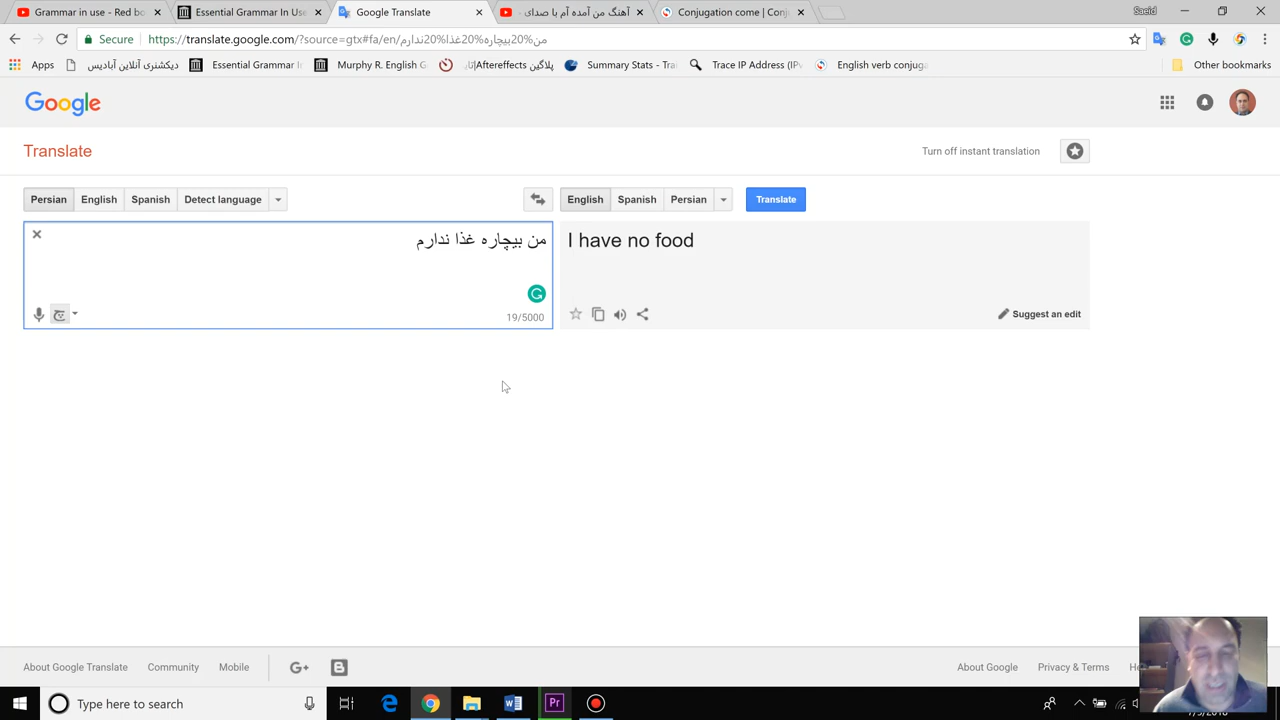 Grammar in use - Red bo
Essential Grammar In Use
Google Translate
آهنگ من آمده آم با صدای
Conjugation come | Conj
Saeid
Secure
https://translate.google.com/?source=gtx#fa/en/من%20بیچاره%20غذا%20ندارم
Apps
دیکشنری آنلاین آبادیس
Essential Grammar I
Murphy R. English G
پلاگین Aftereffects|تار
Summary Stats - Tra
Trace IP Address (IPv
English verb conjuga
Other bookmarks
Google
Translate
Turn off instant translation
Persian English Spanish Detect language
English Spanish Persian Translate
من بیچاره غذا ندارم
I have no food
19/5000
Suggest an edit
About Google Translate Community Mobile
About Google Privacy & Terms
Type here to search